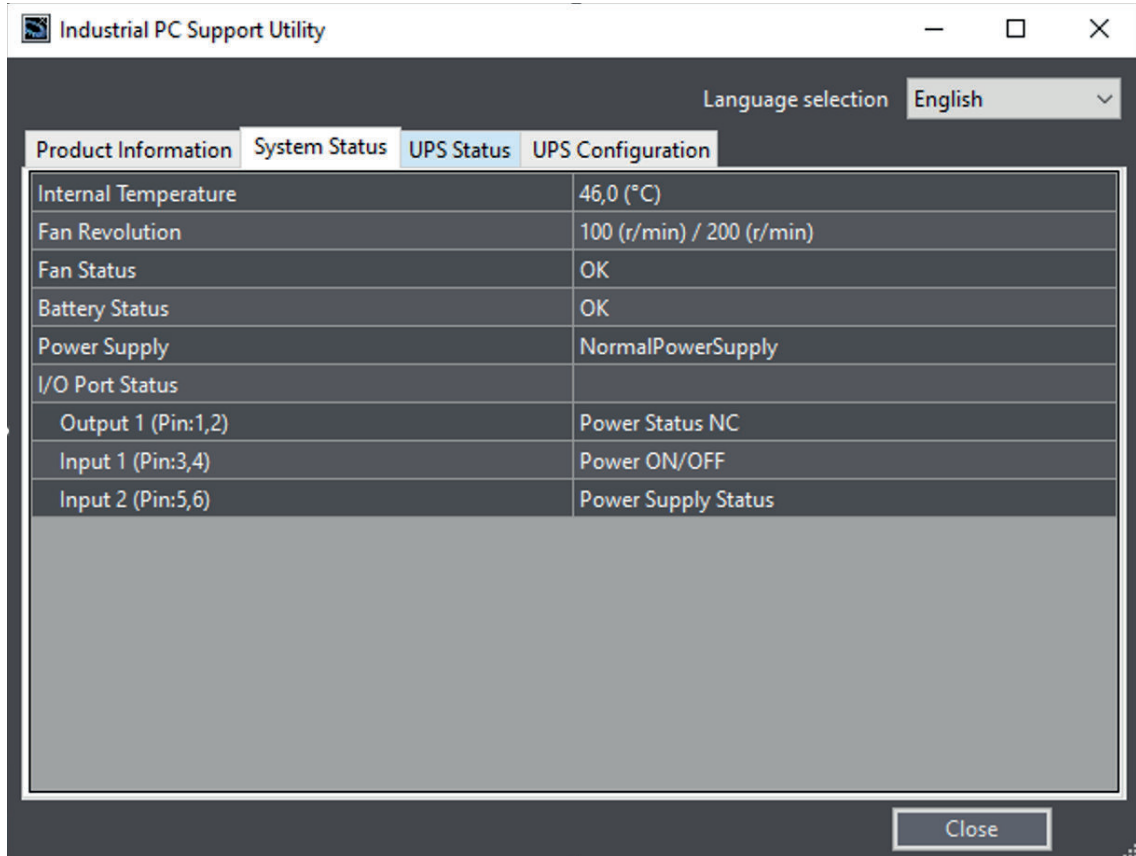 Industrial PC Support Utility
Language selection English
Product Information System Status UPS Status UPS Configuration
Internal Temperature 46,0 (°C)
Fan Revolution 100 (r/min) / 200 (r/min)
Fan Status OK
Battery Status OK
Power Supply NormalPowerSupply
I/O Port Status
Output 1 (Pin:1,2) Power Status NC
Input 1 (Pin:3,4) Power ON/OFF
Input 2 (Pin:5,6) Power Supply Status
Close